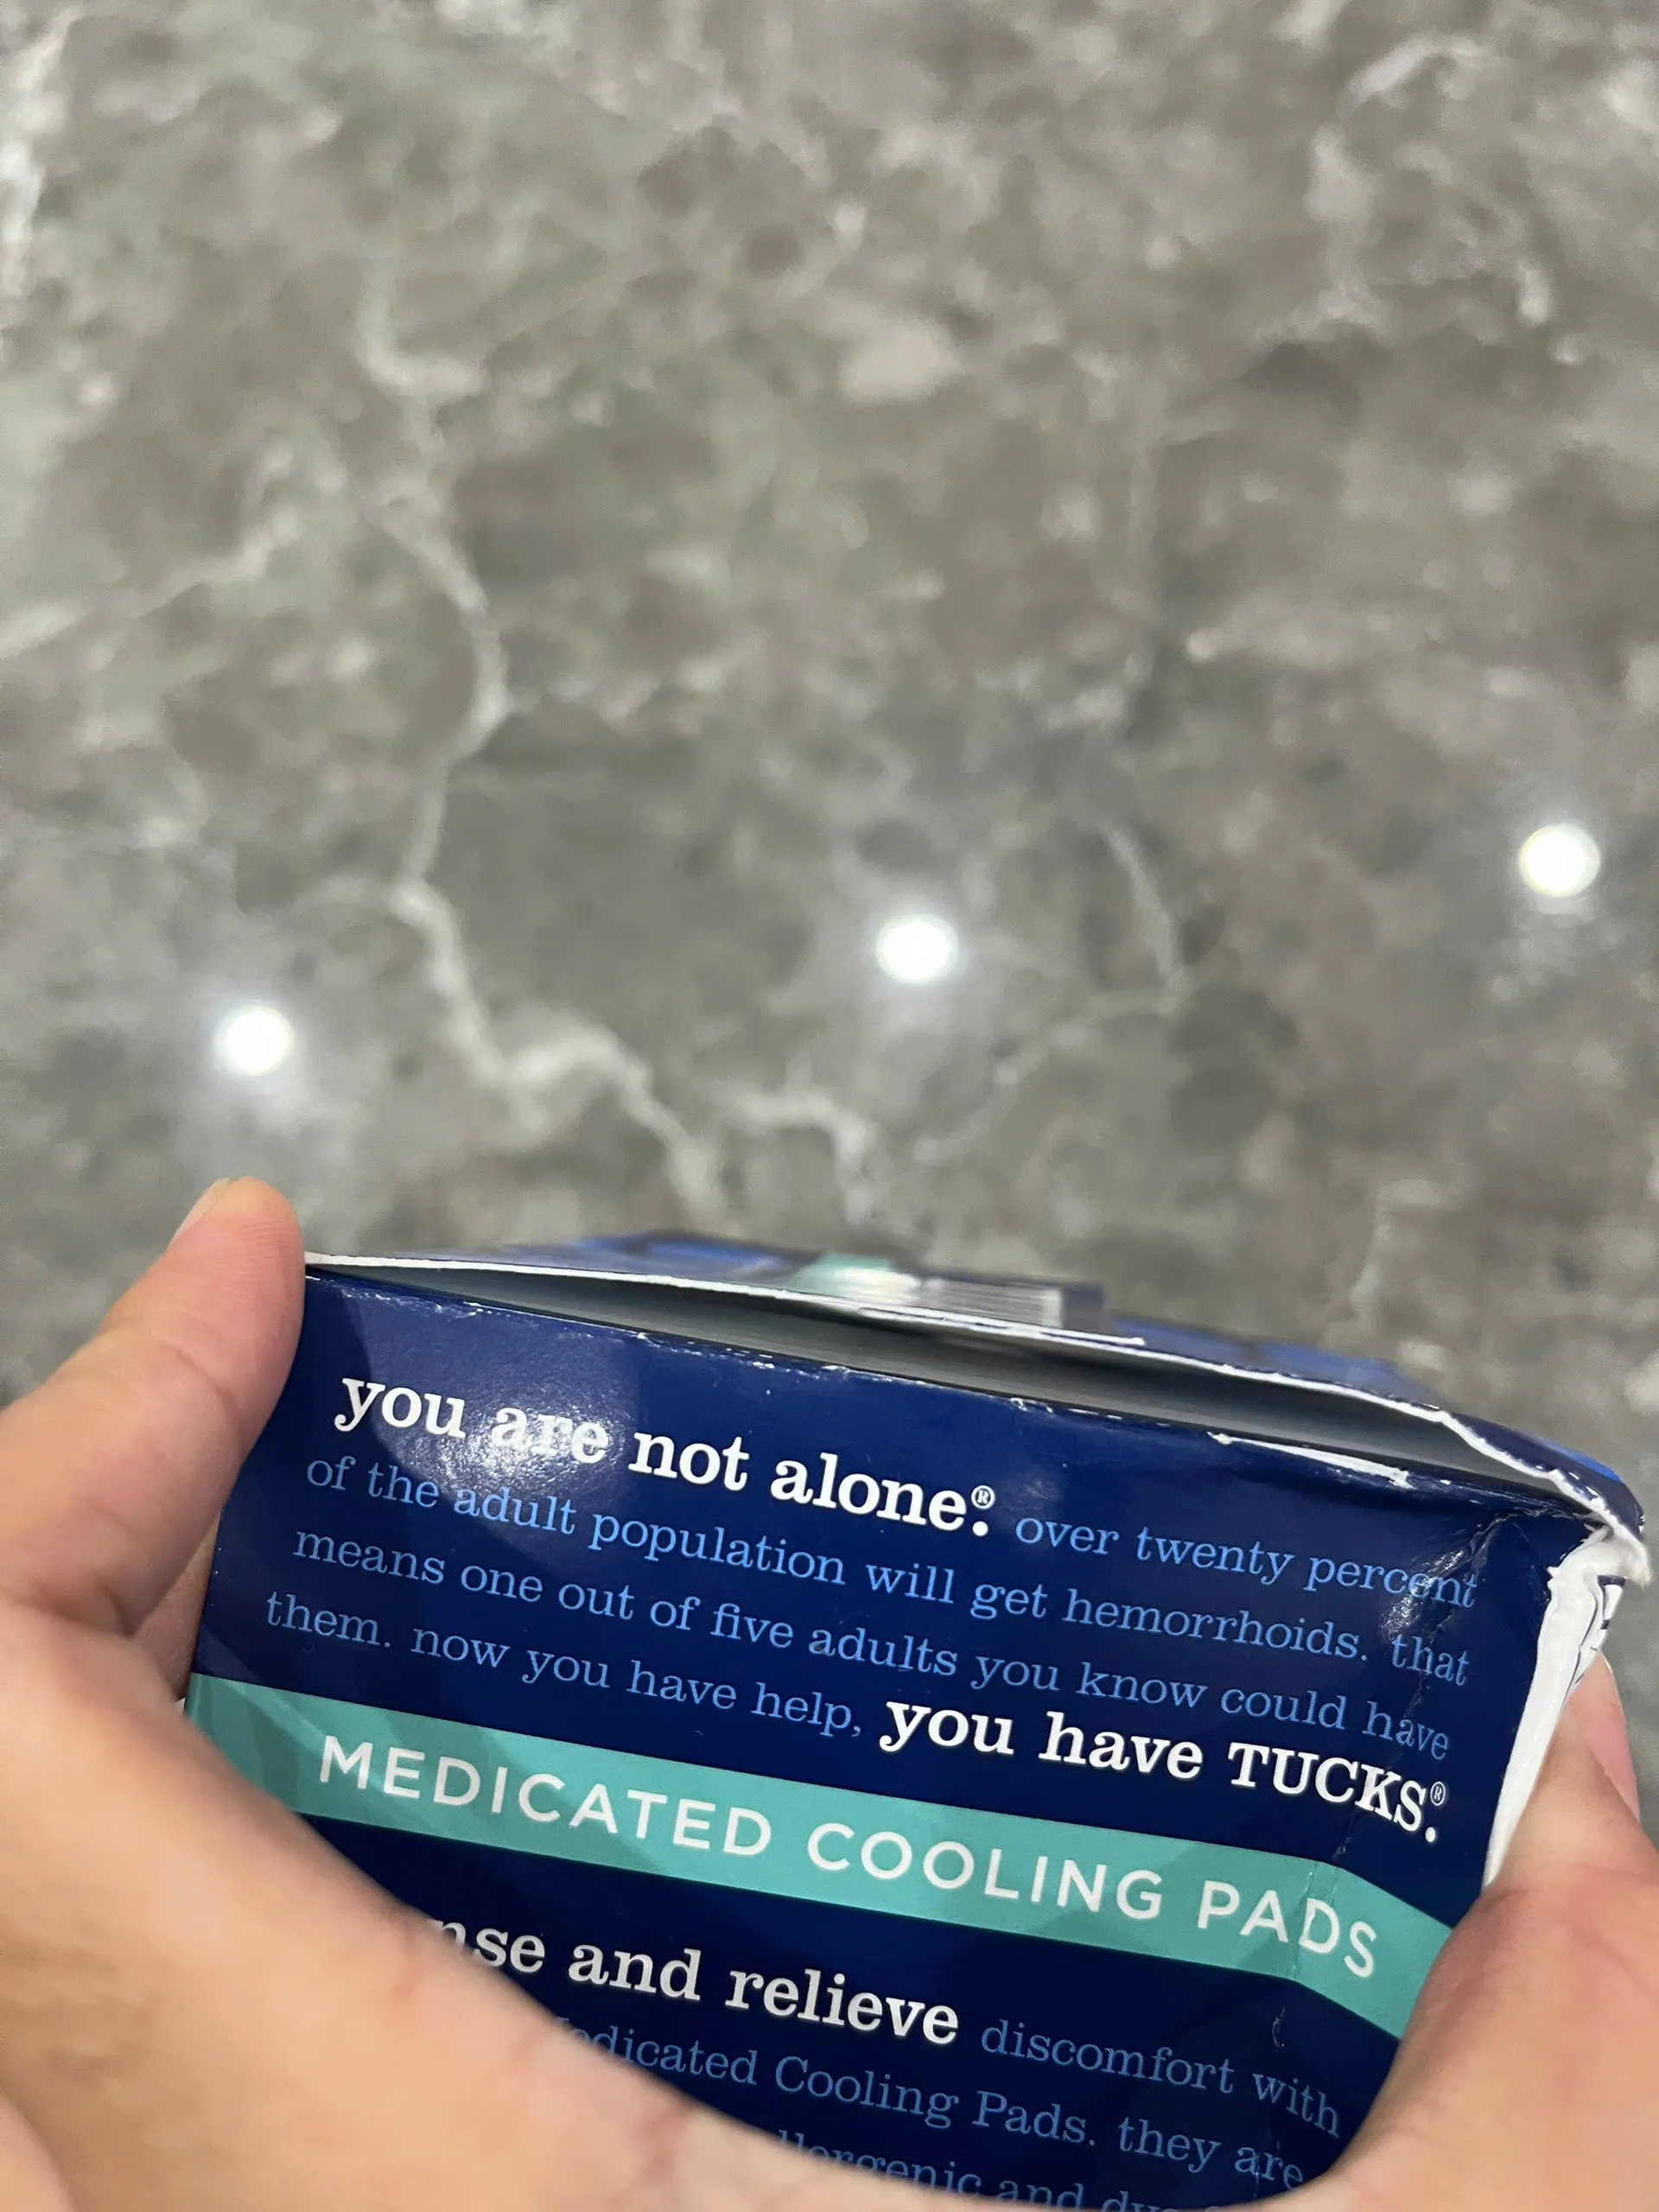 you are not alone.® over twenty percent
of the adult population will get hemorrhoids. that
means one out of five adults you know could have
them. now you have help, you have TUCKS.®
MEDICATED COOLING PADS
and relieve discomfort with
Cooling Pads. they are
and